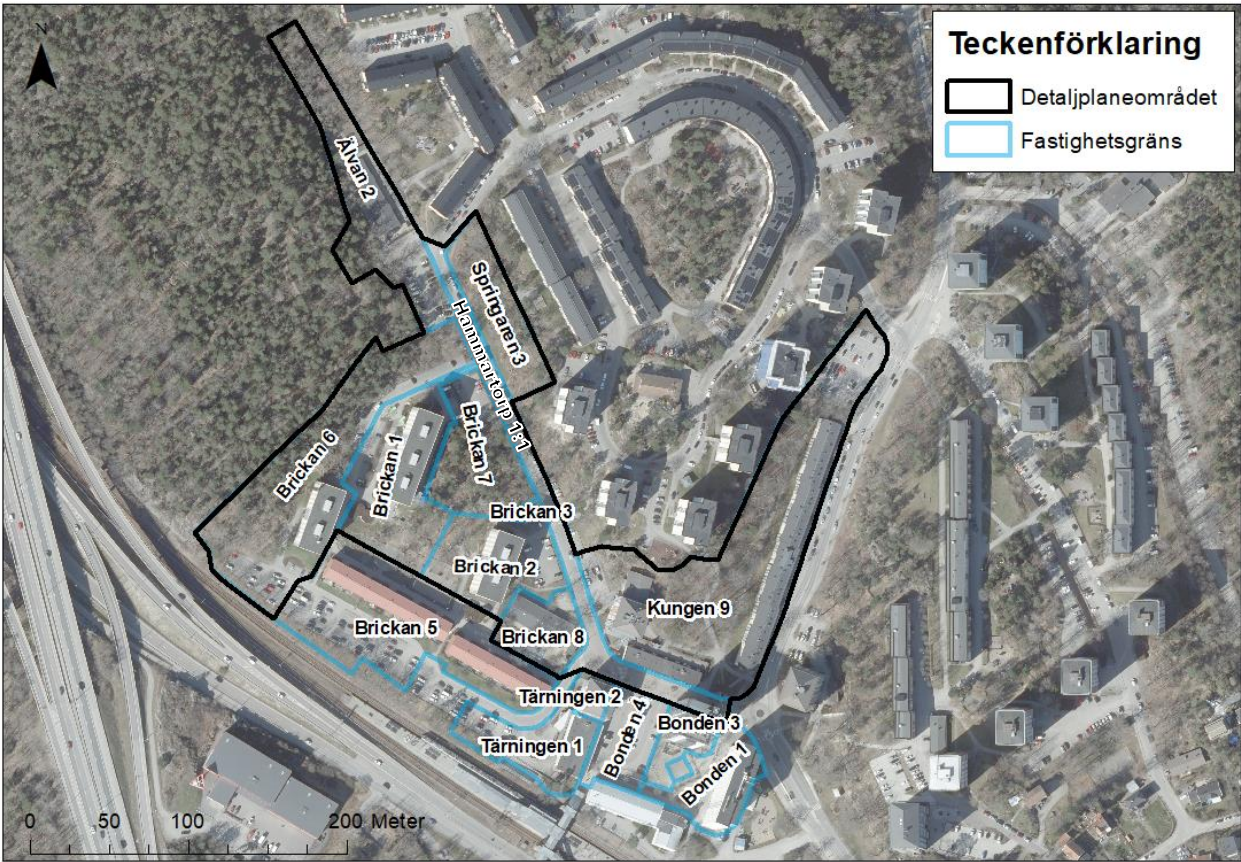 N
Teckenförklaring
Detaljplaneområdet
Fastighetsgräns
Älvan 2
Springaren 3
Hammartorp 1:1
Brickan 6
Brickan 1
Brickan 7
Brickan 3
Brickan 2
Kungen 9
Brickan 5
Brickan 8
Tärningen 2
Bonden 4
Bonden 3
Tärningen 1
Bonden 1
0 50 100 200 Meter